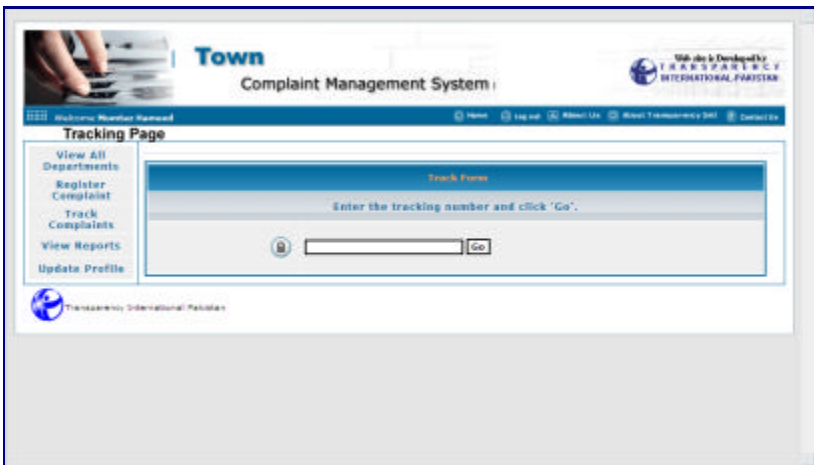 Town
Complaint Management System
Web site is Developed by
TRANSPARENCY
INTERNATIONAL PAKISTAN
Welcome Mumtaz Hameed
Home Log out About Us About Transparency Intl Contact Us
Tracking Page
View All
Departments
Register
Complaint
Track
Complaints
View Reports
Update Profile
Track Form
Enter the tracking number and click 'Go'.
Go
Transparency International Pakistan